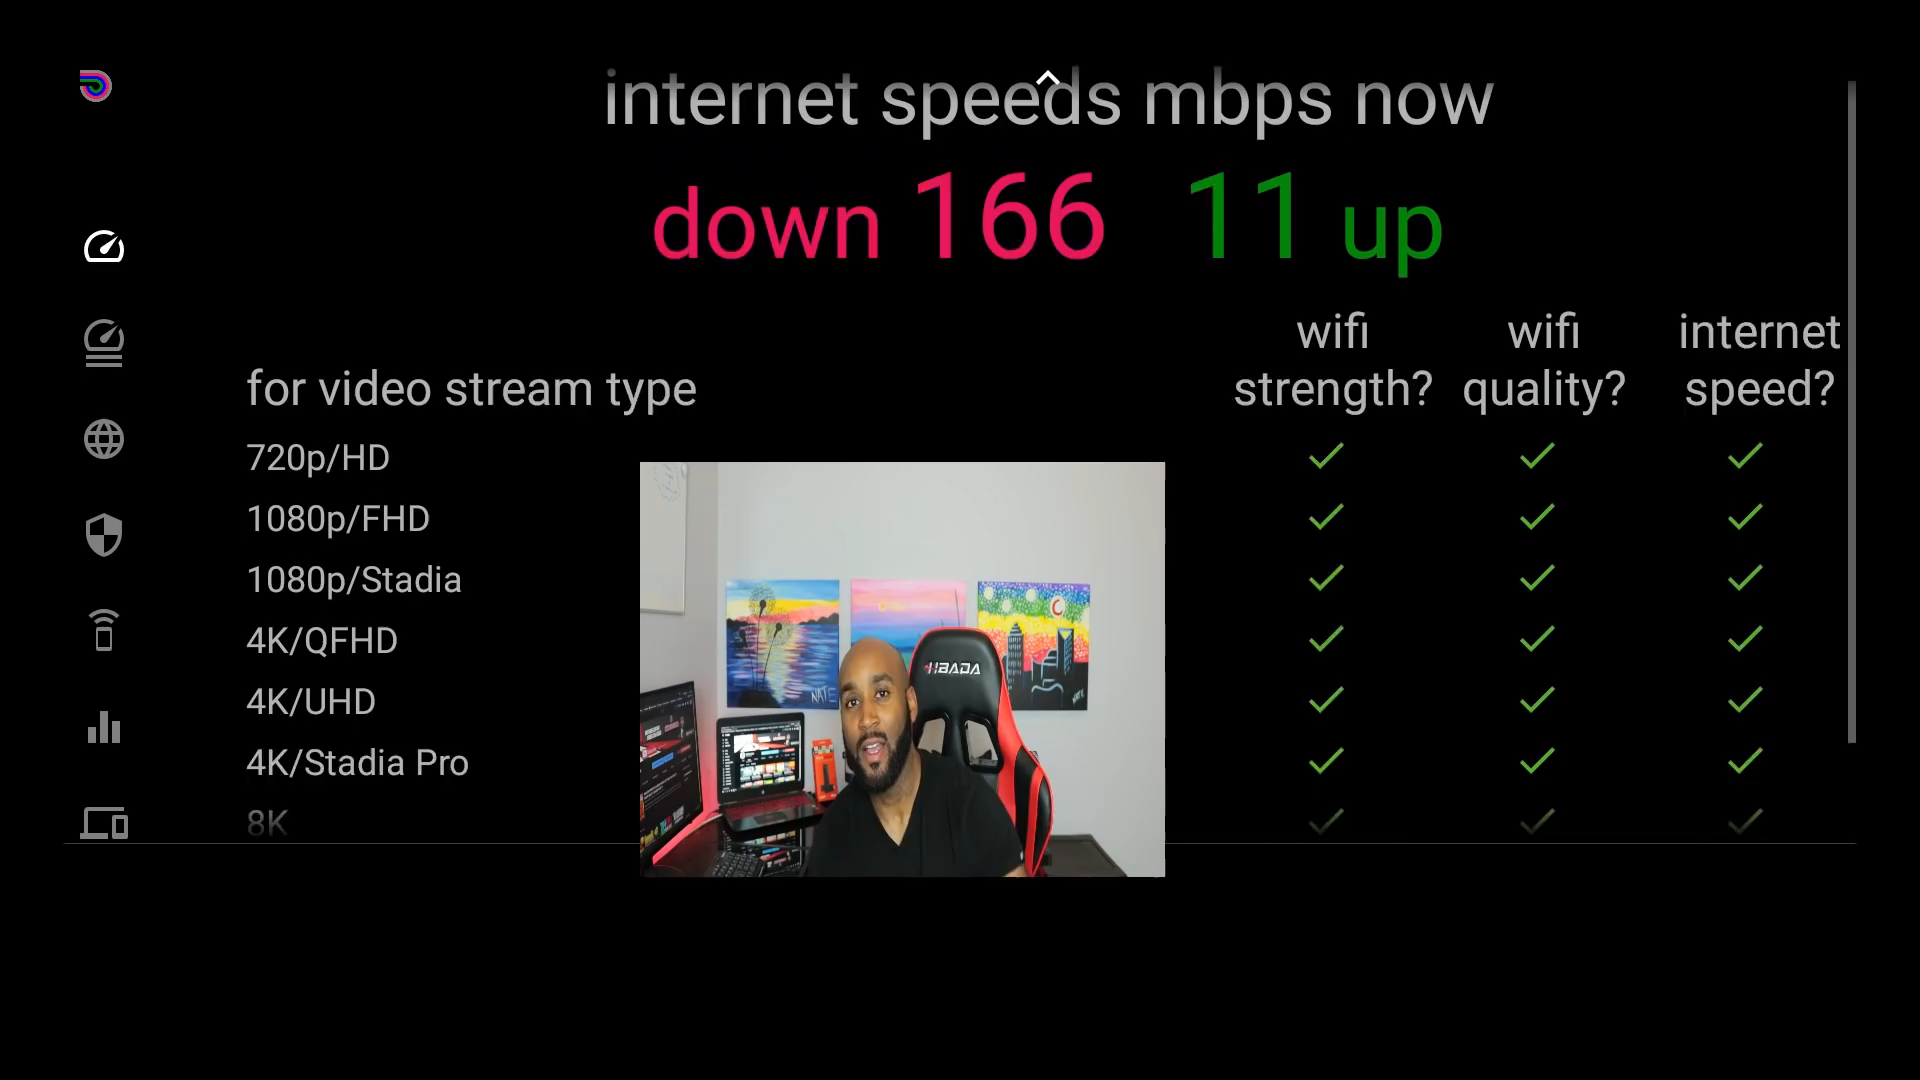 internet speeds mbps now
down 166 11 up
wifi strength?
wifi quality?
internet speed?
for video stream type
720p/HD
1080p/FHD
1080p/Stadia
4K/QFHD
4K/UHD
4K/Stadia Pro
8K
HBADA
NATE